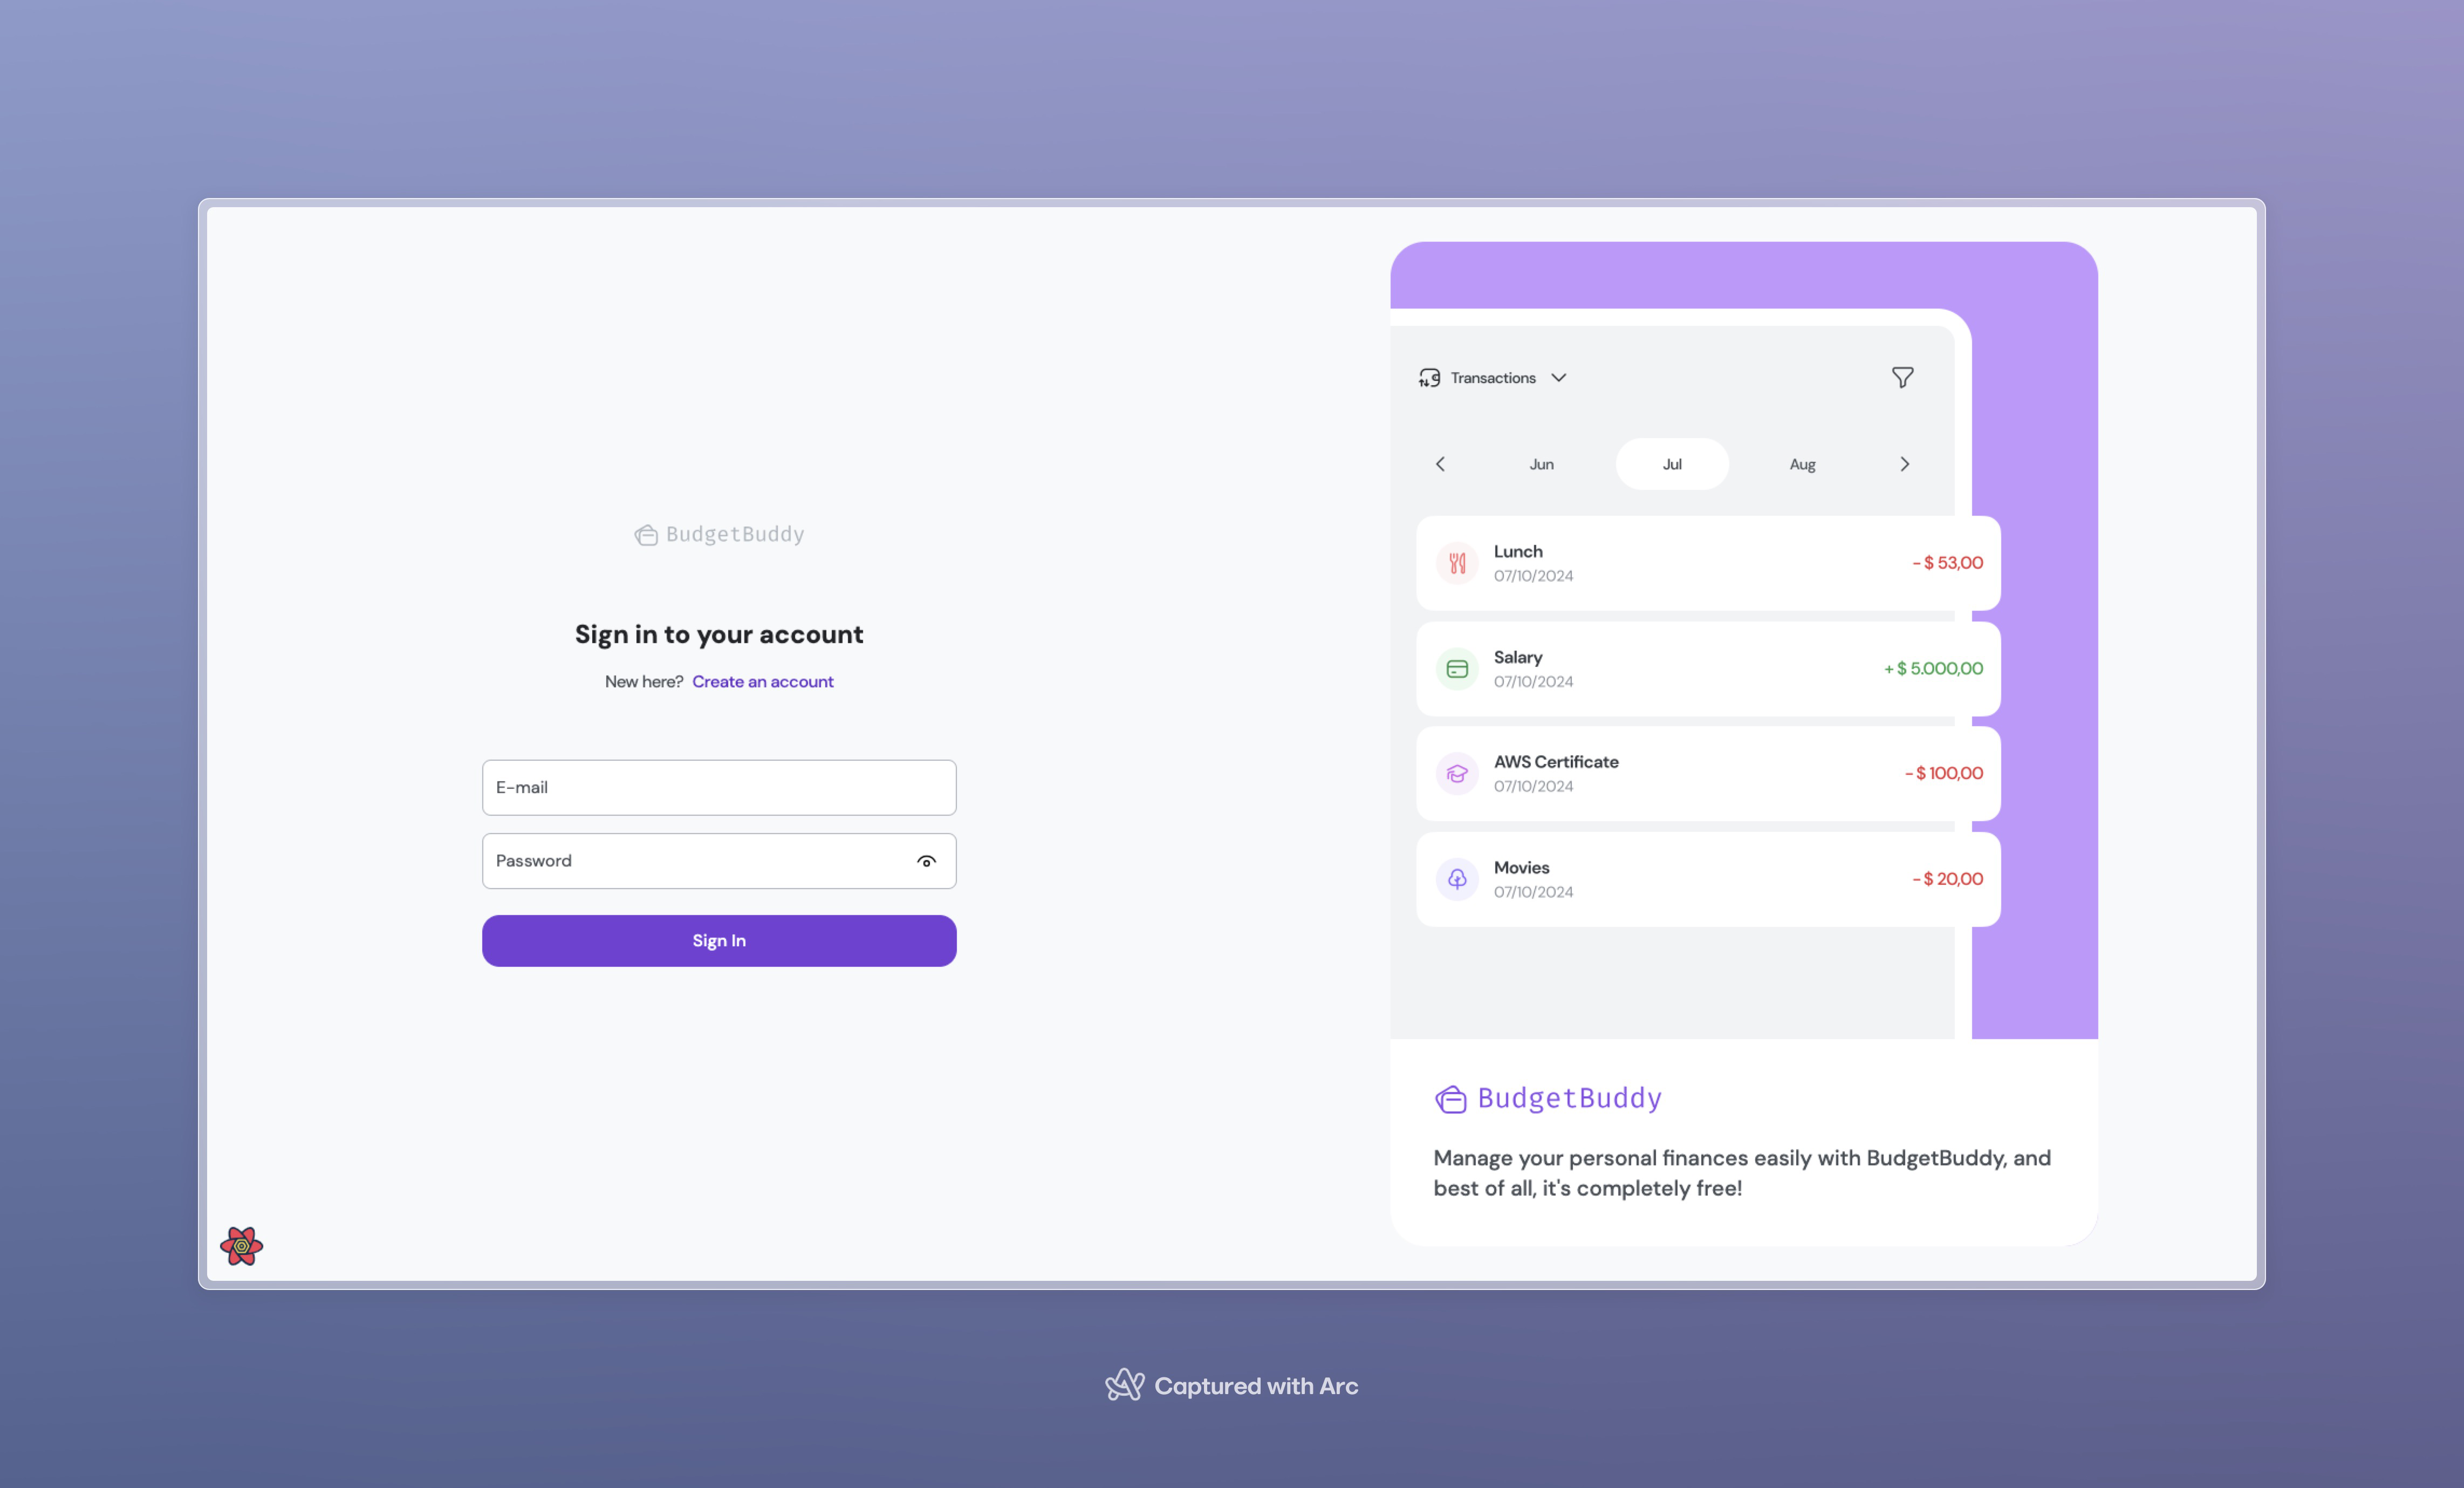 BudgetBuddy
Sign in to your account
New here? Create an account
E-mail
Password
Sign In
Transactions
Jun Jul Aug
Lunch
07/10/2024
- $ 53,00
Salary
07/10/2024
+ $ 5.000,00
AWS Certificate
07/10/2024
- $ 100,00
Movies
07/10/2024
- $ 20,00
BudgetBuddy
Manage your personal finances easily with BudgetBuddy, and
best of all, it's completely free!
Captured with Arc